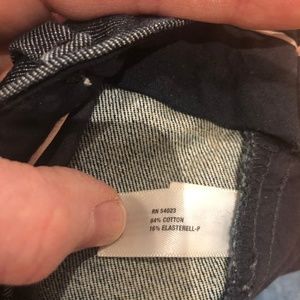 RN 54023
84% COTTON
16% ELASTERELL-P